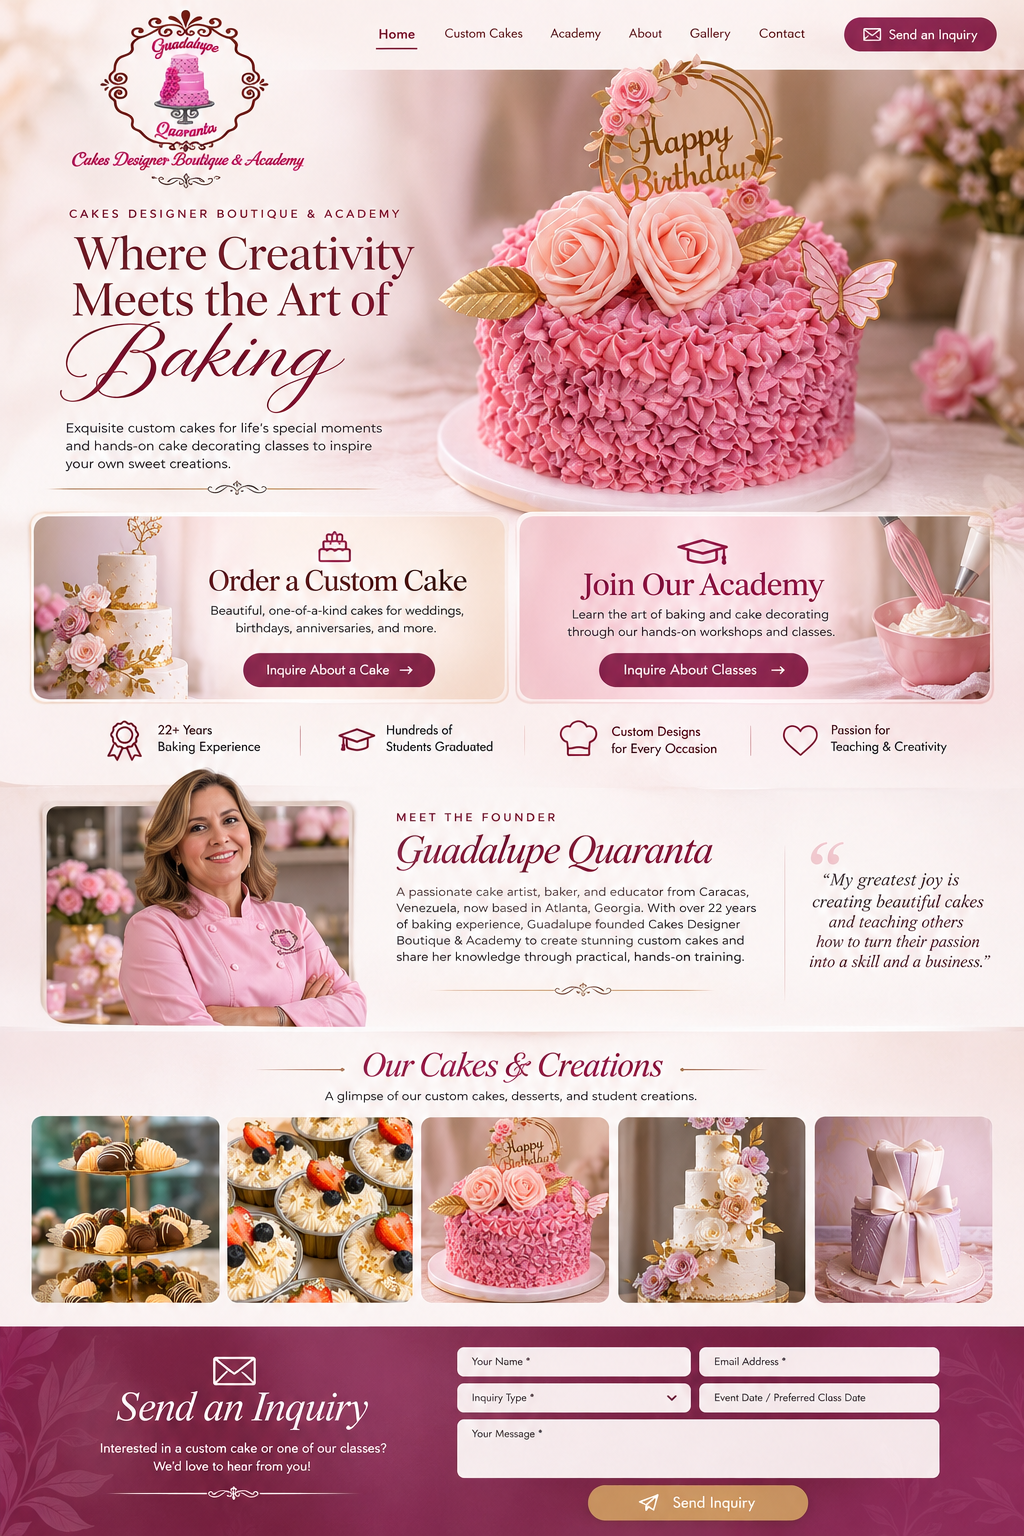 Guadalupe
Quaranta
Cakes Designer Boutique & Academy
Home
Custom Cakes
Academy
About
Gallery
Contact
Send an Inquiry
CAKES DESIGNER BOUTIQUE & ACADEMY
Where Creativity
Meets the Art of
Baking
Exquisite custom cakes for life's special moments
and hands-on cake decorating classes to inspire
your own sweet creations.
Happy
Birthday
Order a Custom Cake
Beautiful, one-of-a-kind cakes for weddings,
birthdays, anniversaries, and more.
Inquire About a Cake →
Join Our Academy
Learn the art of baking and cake decorating
through our hands-on workshops and classes.
Inquire About Classes →
22+ Years
Baking Experience
Hundreds of
Students Graduated
Custom Designs
for Every Occasion
Passion for
Teaching & Creativity
MEET THE FOUNDER
Guadalupe Quaranta
A passionate cake artist, baker, and educator from Caracas,
Venezuela, now based in Atlanta, Georgia. With over 22 years
of baking experience, Guadalupe founded Cakes Designer
Boutique & Academy to create stunning custom cakes and
share her knowledge through practical, hands-on training.
“My greatest joy is
creating beautiful cakes
and teaching others
how to turn their passion
into a skill and a business.”
Our Cakes & Creations
A glimpse of our custom cakes, desserts, and student creations.
Happy
Birthday
Send an Inquiry
Interested in a custom cake or one of our classes?
We'd love to hear from you!
Your Name *
Email Address *
Inquiry Type *
Event Date / Preferred Class Date
Your Message *
Send Inquiry